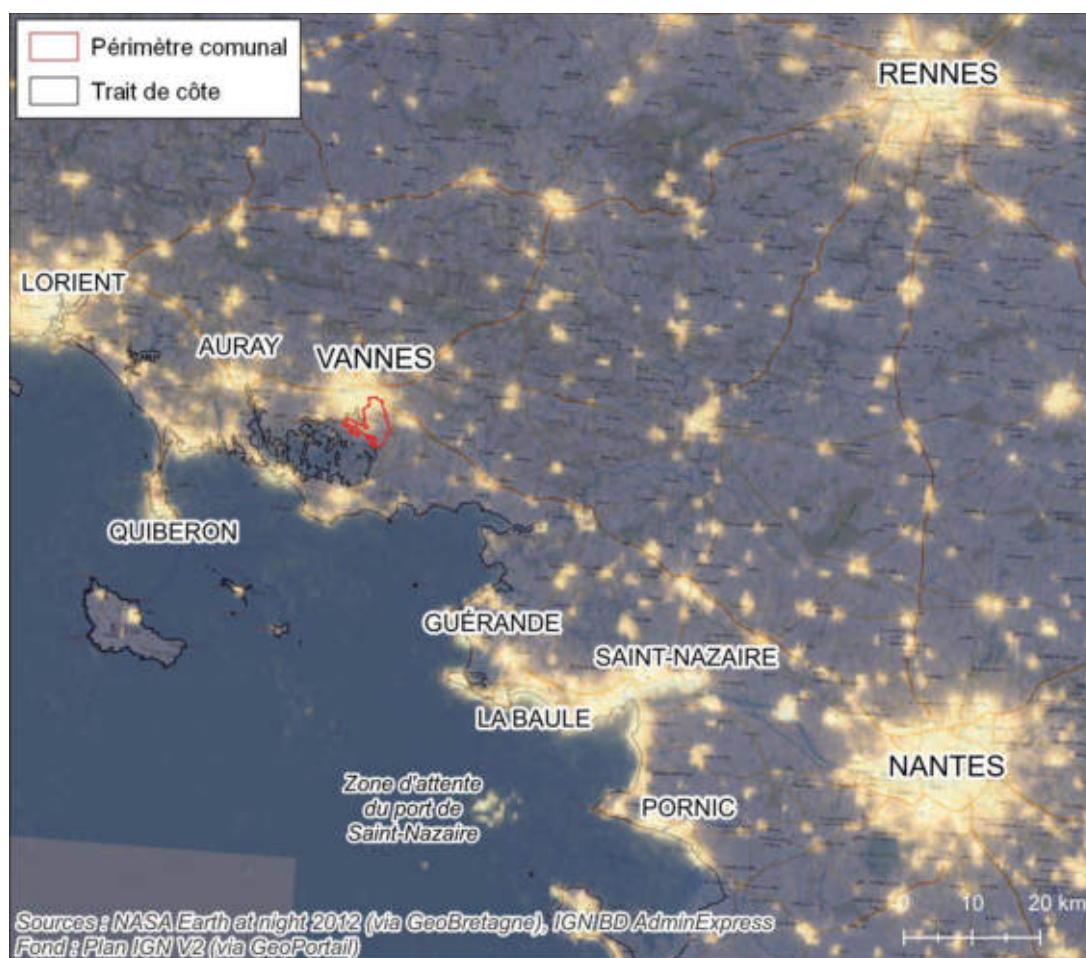 Périmètre comunal
Trait de côte
RENNES
LORIENT
AURAY
VANNES
QUIBERON
GUÉRANDE
SAINT-NAZAIRE
LA BAULE
NANTES
Zone d'attente
du port de
Saint-Nazaire
PORNIC
0 10 20 km
Sources : NASA Earth at night 2012 (via GeoBretagne), IGN BD AdminExpress
Fond : Plan IGN V2 (via GeoPortail)